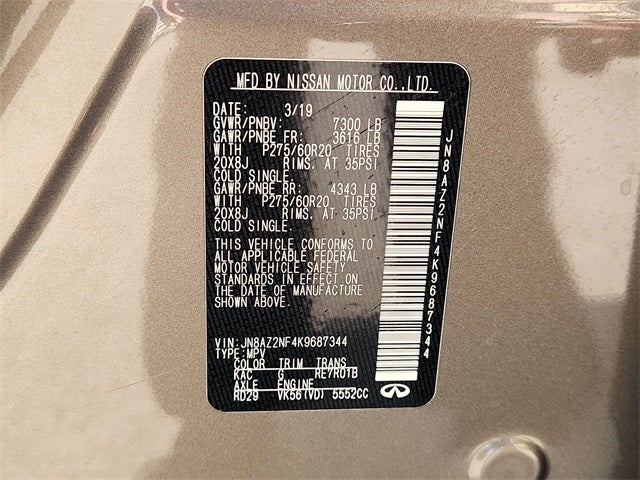 MFD BY NISSAN MOTOR CO.,LTD.
DATE: 3/19
GVWR/PNBV: 7300 LB
GAWR/PNBE FR: 3616 LB
WITH P275/60R20 TIRES
20X8J RIMS, AT 35PSI
COLD SINGLE.
GAWR/PNBE RR: 4343 LB
WITH P275/60R20 TIRES
20X8J RIMS, AT 35PSI
COLD SINGLE.
THIS VEHICLE CONFORMS TO
ALL APPLICABLE FEDERAL
MOTOR VEHICLE SAFETY
STANDARDS IN EFFECT ON
THE DATE OF MANUFACTURE
SHOWN ABOVE.
VIN: JN8AZ2NF4K9687344
TYPE: MPV
COLOR TRIM TRANS
KAC G RE7R01B
AXLE ENGINE
RD29 VK56(VD) 5552CC
JN8AZ2NF4K9687344